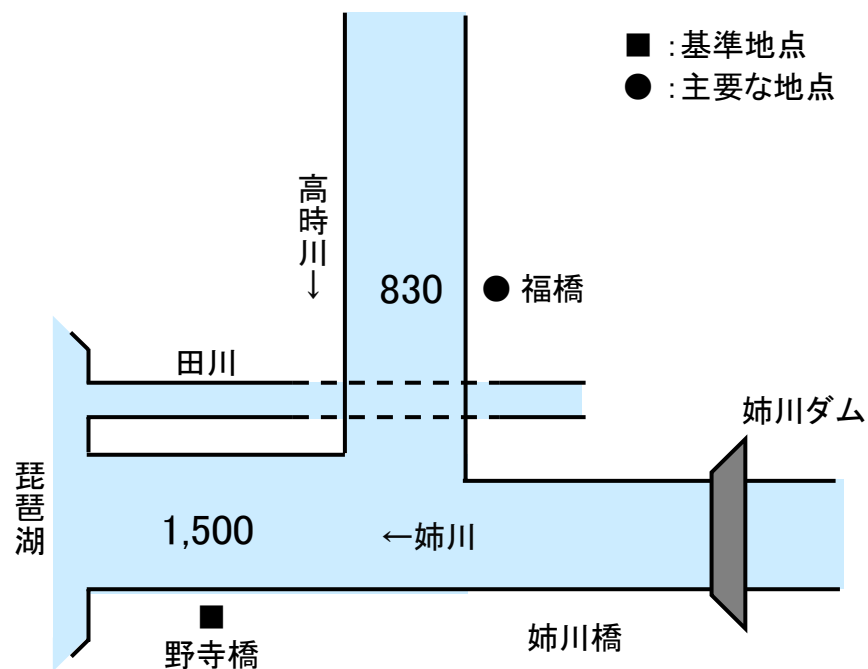 ■ : 基準地点
● : 主要な地点
高時川↓
830
● 福橋
田川
姉川ダム
琵琶湖
1,500
←姉川
■
野寺橋
姉川橋